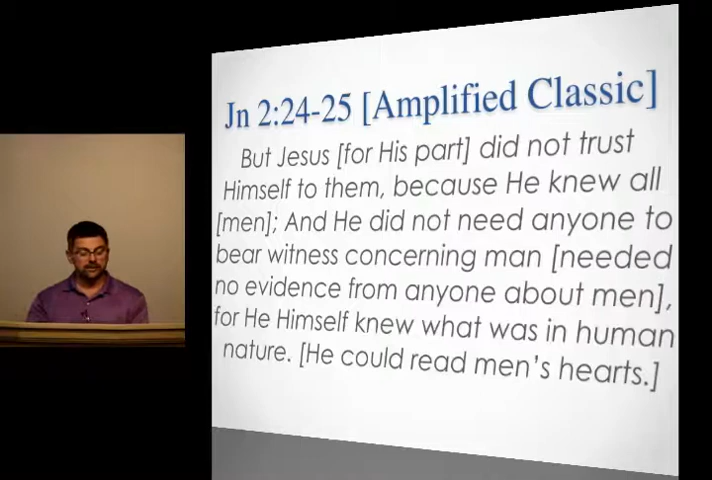 Jn 2:24-25 [Amplified Classic]
But Jesus [for His part] did not trust
Himself to them, because He knew all
[men]; And He did not need anyone to
bear witness concerning man [needed
no evidence from anyone about men],
for He Himself knew what was in human
nature. [He could read men's hearts.]